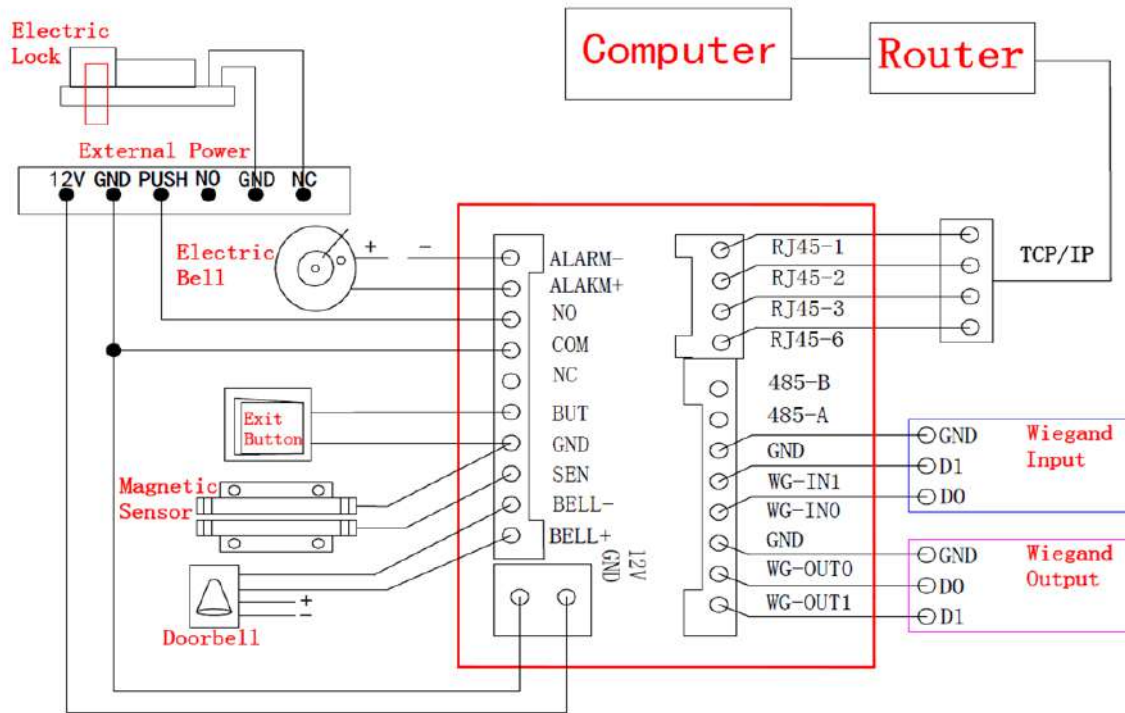 Electric
Lock
Computer
Router
External Power
12V GND PUSH NO GND NC
Electric
Bell
+ -
ALARM-
ALAKM+
NO
COM
NC
BUT
GND
SEN
BELL-
BELL+
Exit
Button
Magnetic
Sensor
+
-
Doorbell
12V
GND
RJ45-1
RJ45-2
RJ45-3
RJ45-6
485-B
485-A
GND
WG-IN1
WG-IN0
GND
WG-OUT0
WG-OUT1
TCP/IP
GND
D1
D0
Wiegand
Input
GND
D0
D1
Wiegand
Output